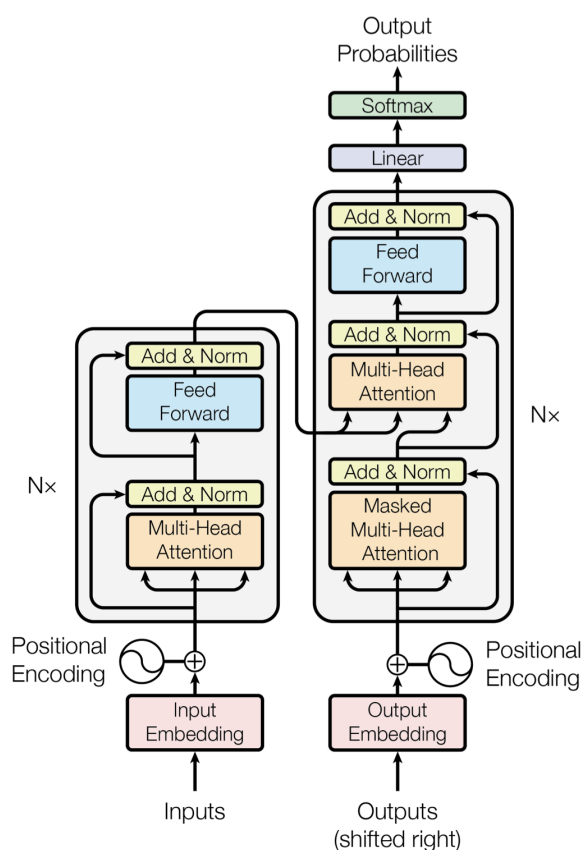 Output
Probabilities
Softmax
Linear
Add & Norm
Feed
Forward
Add & Norm
Multi-Head
Attention
Add & Norm
Masked
Multi-Head
Attention
Nx
Add & Norm
Feed
Forward
Add & Norm
Multi-Head
Attention
Nx
Positional
Encoding
Positional
Encoding
Input
Embedding
Output
Embedding
Inputs
Outputs
(shifted right)